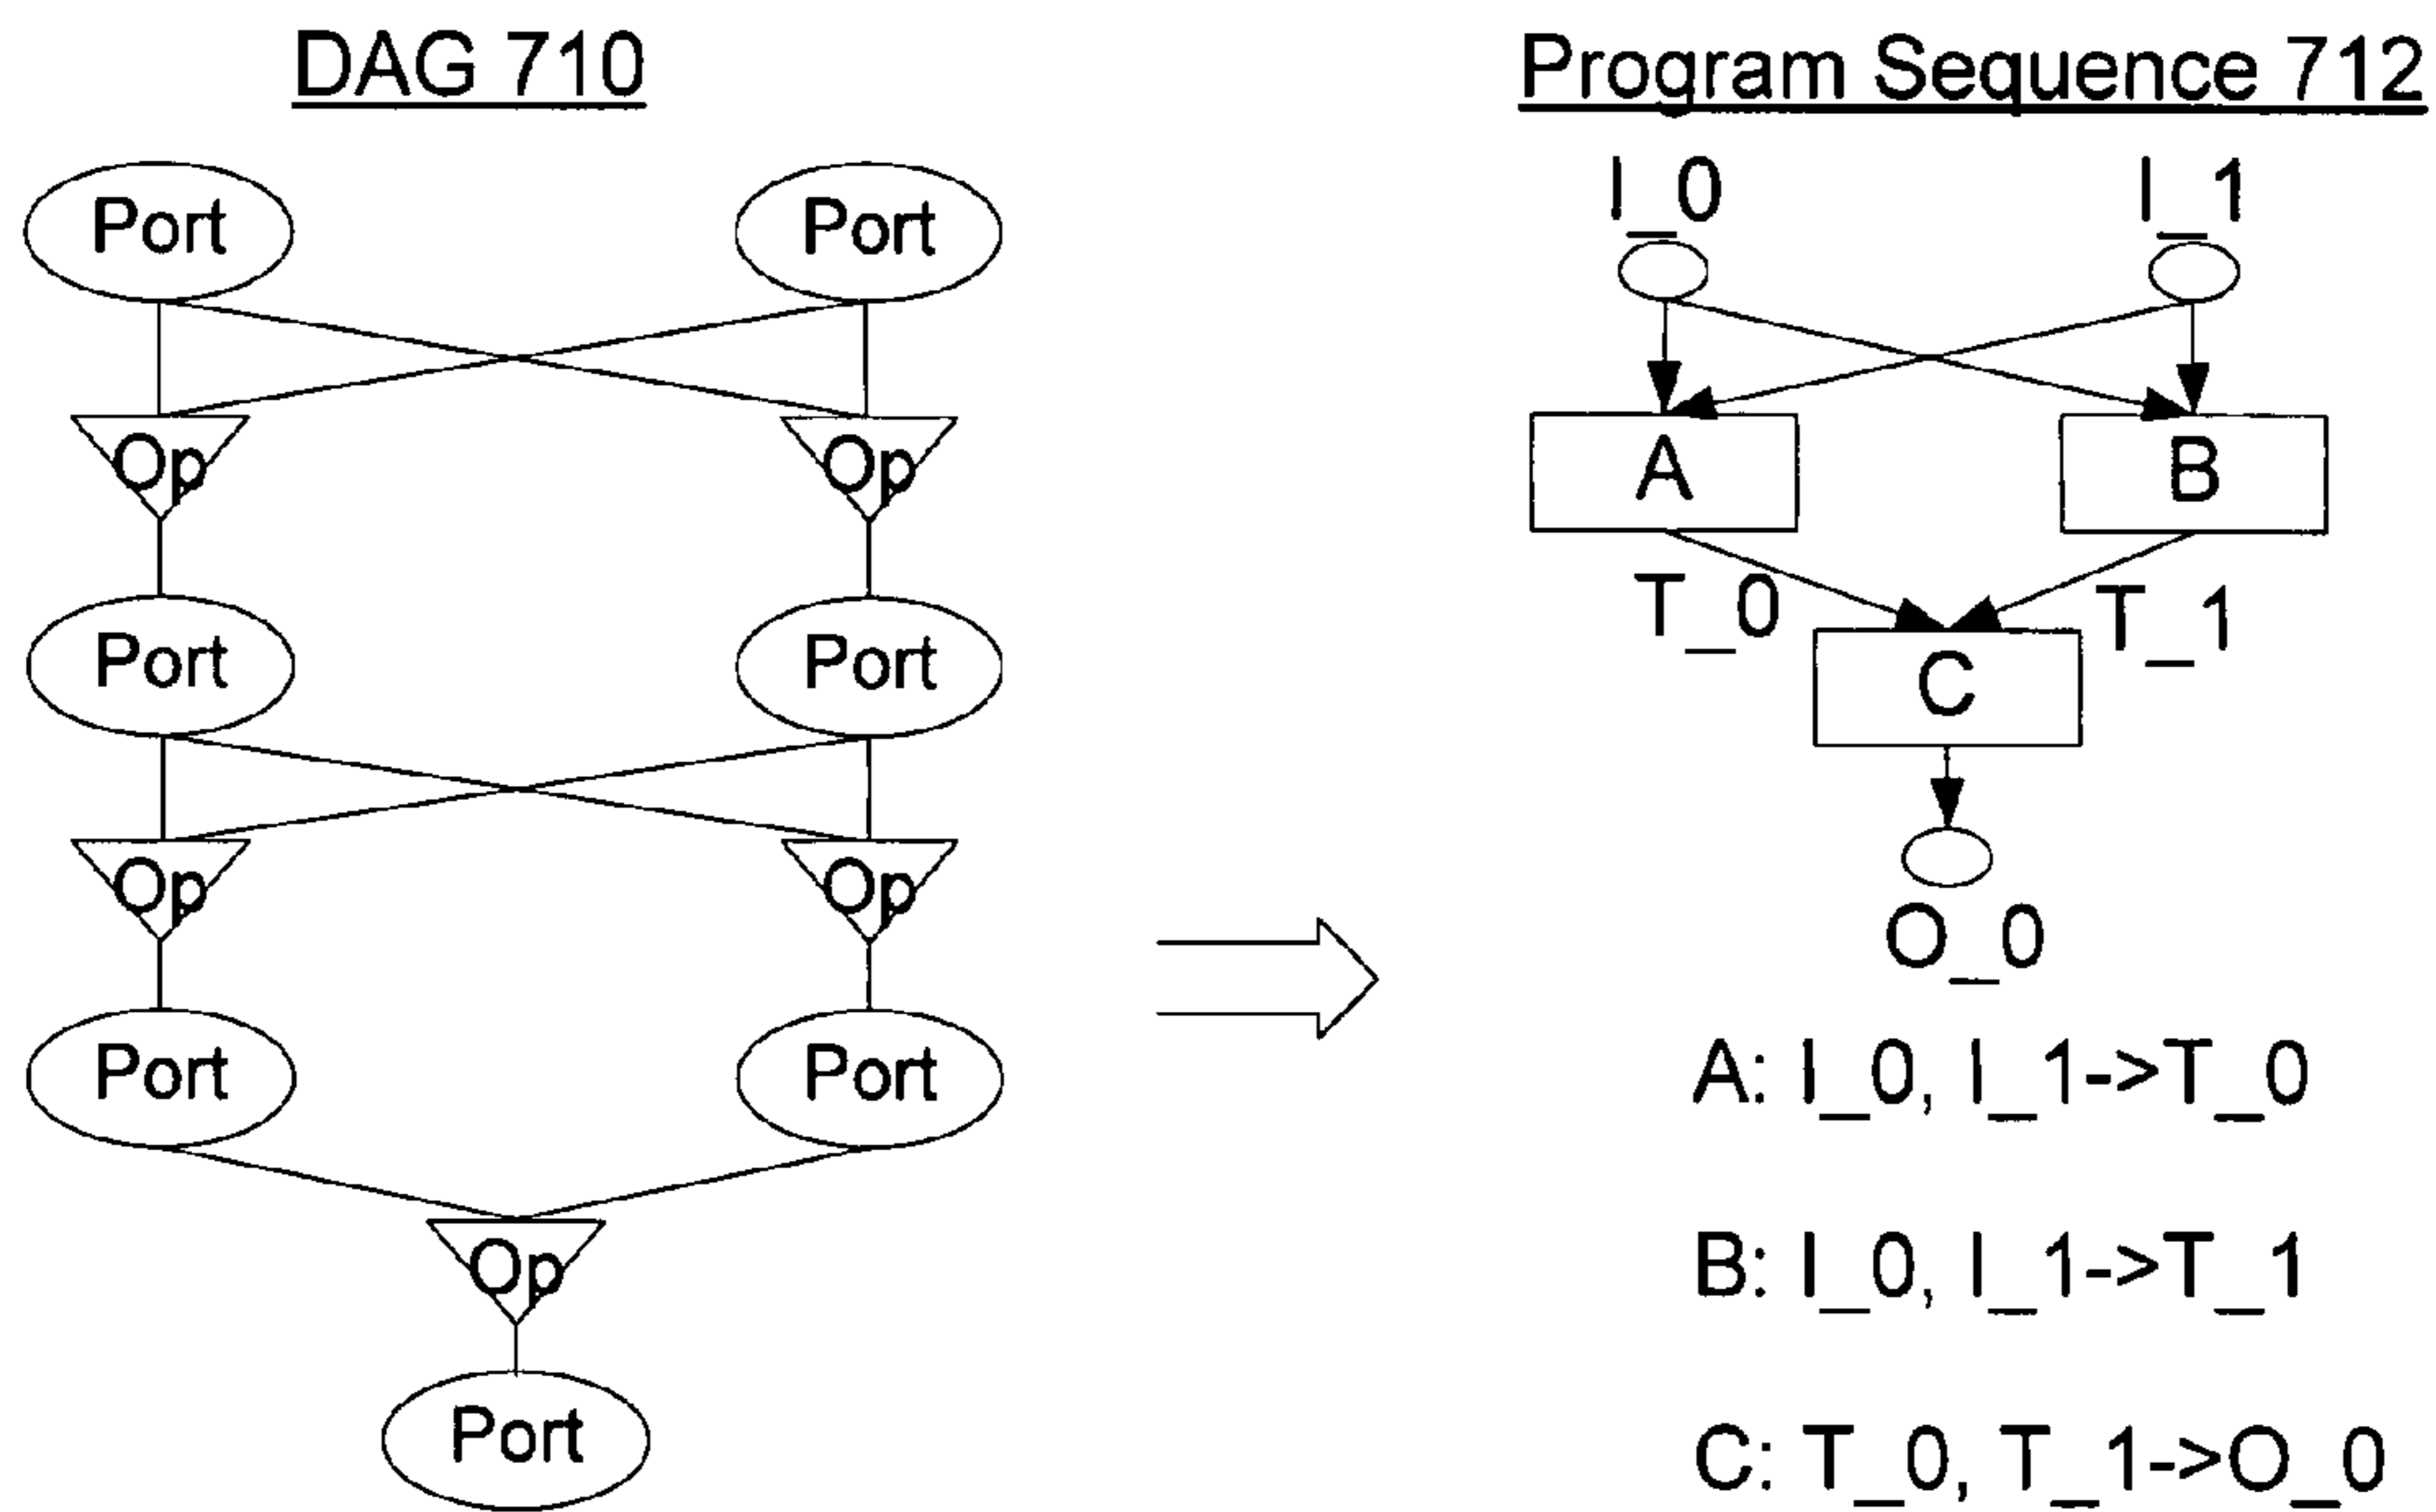 DAG 710
Port Port
Op Op
Port Port
Op Op
Port Port
Op
Port
Program Sequence 712
I_0 I_1
A B
T_0 T_1
C
O_0
A: I_0, I_1->T_0
B: I_0, I_1->T_1
C: T_0, T_1->O_0